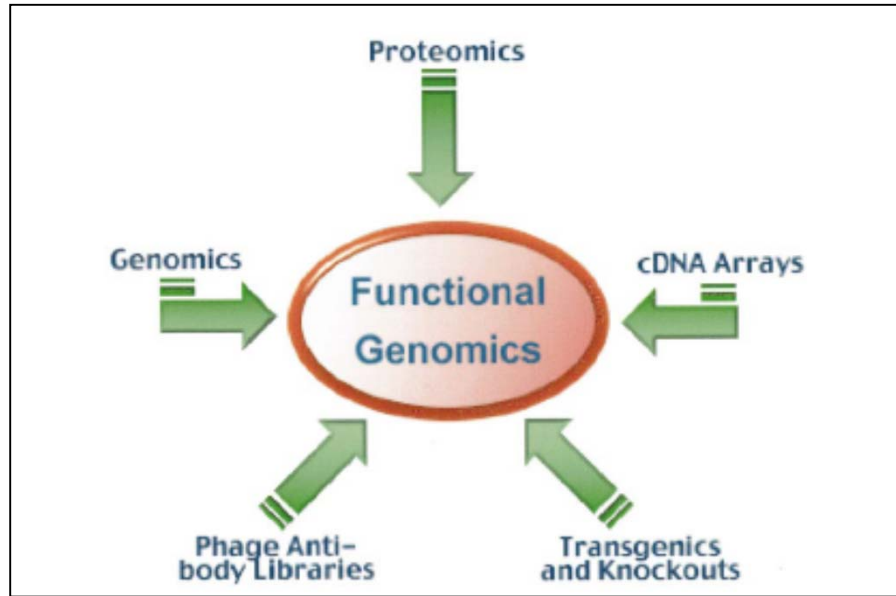 Proteomics
Genomics
cDNA Arrays
Functional
Genomics
Phage Anti-
body Libraries
Transgenics
and Knockouts